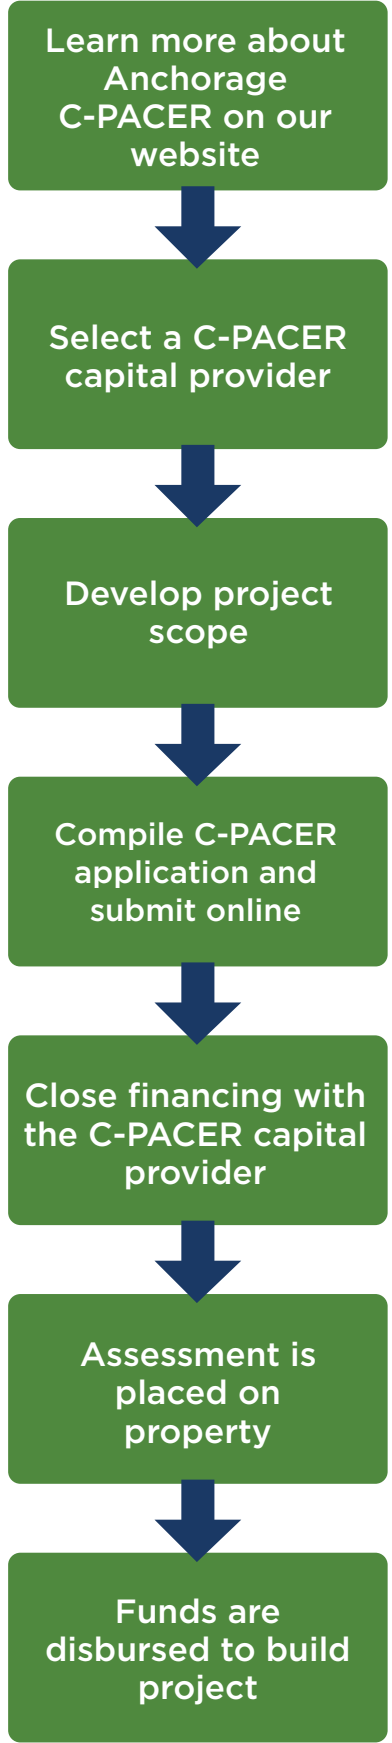 Learn more about
Anchorage
C-PACER on our
website
Select a C-PACER
capital provider
Develop project
scope
Compile C-PACER
application and
submit online
Close financing with
the C-PACER capital
provider
Assessment is
placed on
property
Funds are
disbursed to build
project